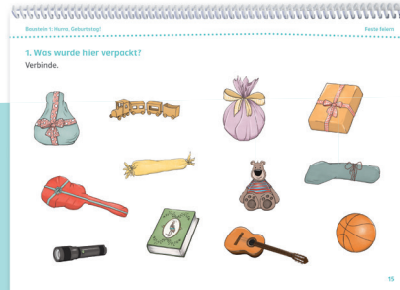 Baustein 1: Hurra, Geburtstag!
Feste feiern
1. Was wurde hier verpackt?
Verbinde.
15